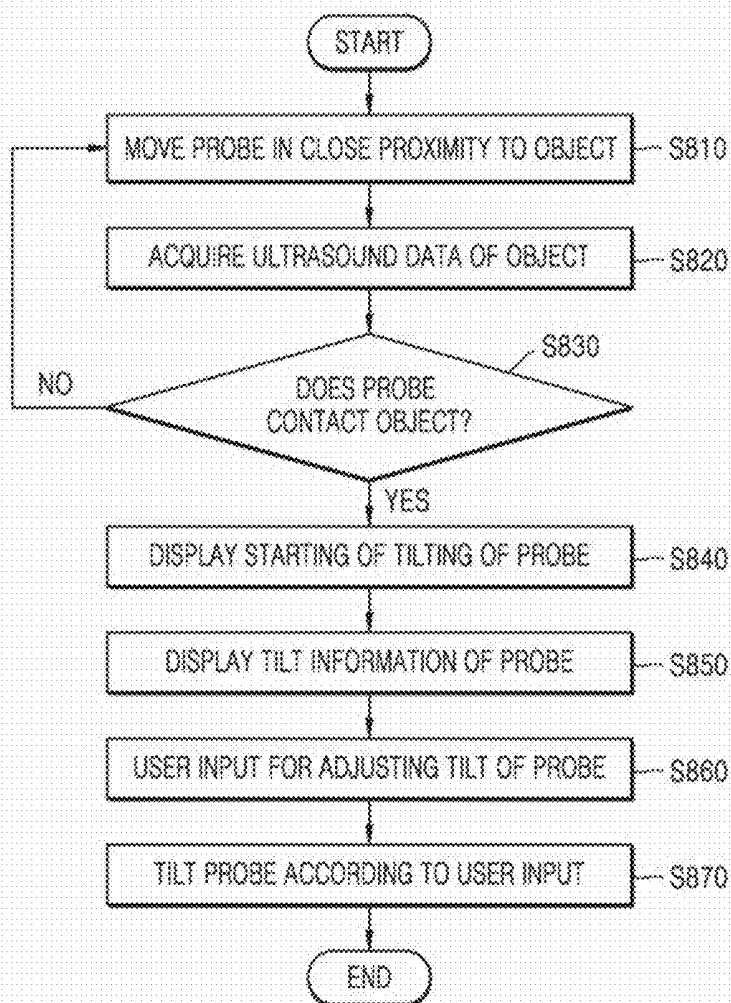 START
MOVE PROBE IN CLOSE PROXIMITY TO OBJECT
S810
ACQUIRE ULTRASOUND DATA OF OBJECT
S820
S830
NO
DOES PROBE
CONTACT OBJECT?
YES
DISPLAY STARTING OF TILTING OF PROBE
S840
DISPLAY TILT INFORMATION OF PROBE
S850
USER INPUT FOR ADJUSTING TILT OF PROBE
S860
TILT PROBE ACCORDING TO USER INPUT
S870
END